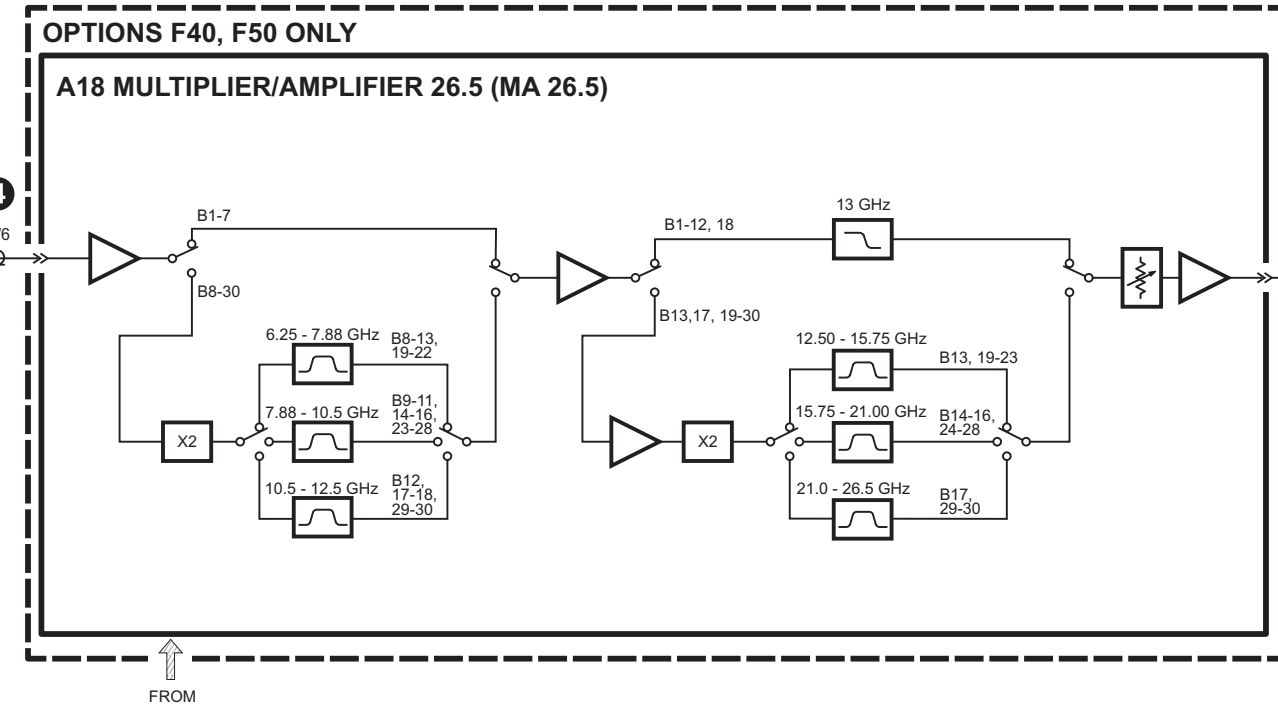 OPTIONS F40, F50 ONLY
A18 MULTIPLIER/AMPLIFIER 26.5 (MA 26.5)
4
B1-7
B8-30
6.25 - 7.88 GHz
B8-13,
19-22
7.88 - 10.5 GHz
B9-11,
14-16,
23-28
X2
10.5 - 12.5 GHz
B12,
17-18,
29-30
B1-12, 18
13 GHz
B13,17, 19-30
12.50 - 15.75 GHz
B13, 19-23
15.75 - 21.00 GHz
B14-16,
24-28
X2
21.0 - 26.5 GHz
B17,
29-30
FROM